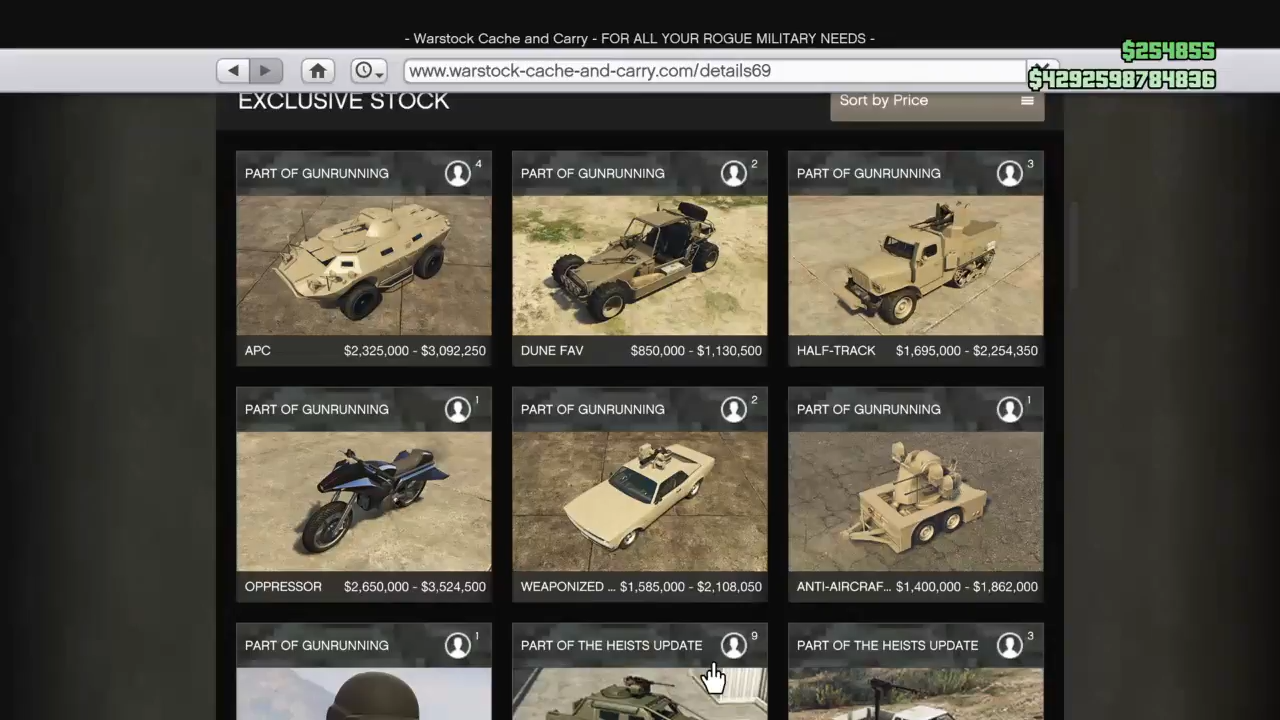 - Warstock Cache and Carry - FOR ALL YOUR ROGUE MILITARY NEEDS -
$254855
www.warstock-cache-and-carry.com/details69
$4292598784836
EXCLUSIVE STOCK
Sort by Price
PART OF GUNRUNNING 4
PART OF GUNRUNNING 2
PART OF GUNRUNNING 3
APC $2,325,000 - $3,092,250
DUNE FAV $850,000 - $1,130,500
HALF-TRACK $1,695,000 - $2,254,350
PART OF GUNRUNNING 1
PART OF GUNRUNNING 2
PART OF GUNRUNNING 1
OPPRESSOR $2,650,000 - $3,524,500
WEAPONIZED ... $1,585,000 - $2,108,050
ANTI-AIRCRAF... $1,400,000 - $1,862,000
PART OF GUNRUNNING 1
PART OF THE HEISTS UPDATE 9
PART OF THE HEISTS UPDATE 3